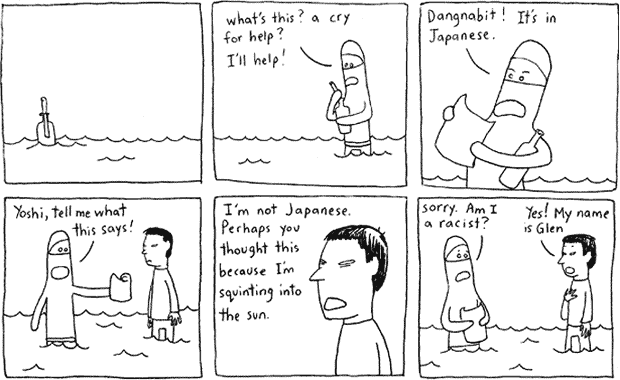 what's this? a cry
for help?
I'll help!
Dangnabit! It's in
Japanese.
Yoshi, tell me what
this says!
I'm not Japanese.
Perhaps you
thought this
because I'm
squinting into
the sun.
sorry. Am I
a racist?
Yes! My name
is Glen